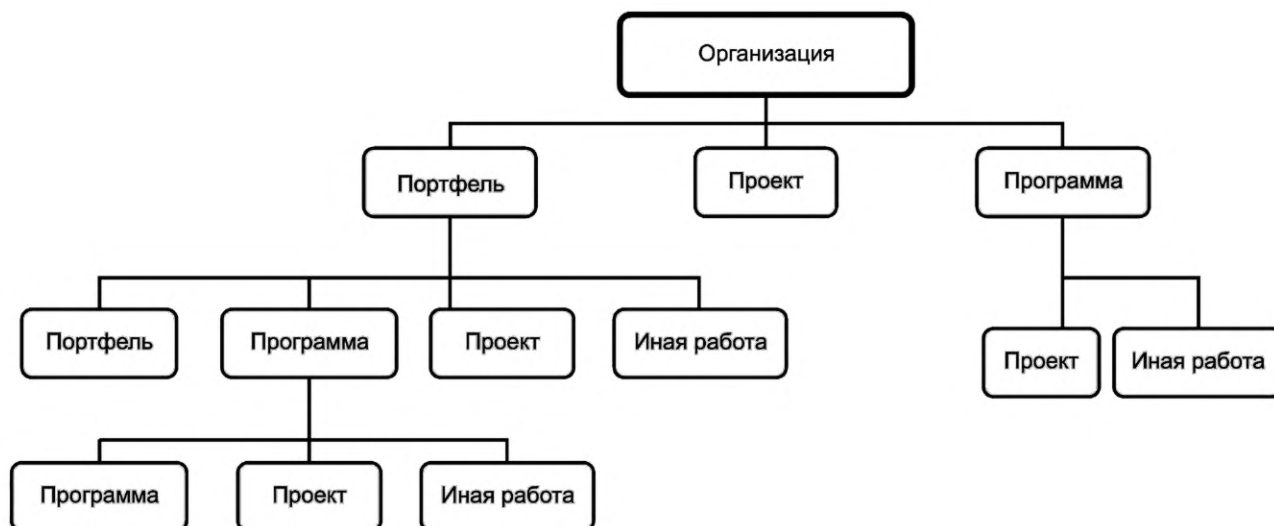 Организация
Портфель
Проект
Программа
Портфель
Программа
Проект
Иная работа
Проект
Иная работа
Программа
Проект
Иная работа